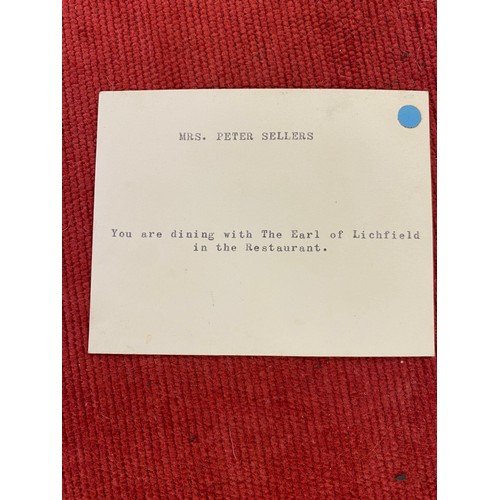 MRS. PETER SELLERS
You are dining with The Earl of Lichfield
in the Restaurant.